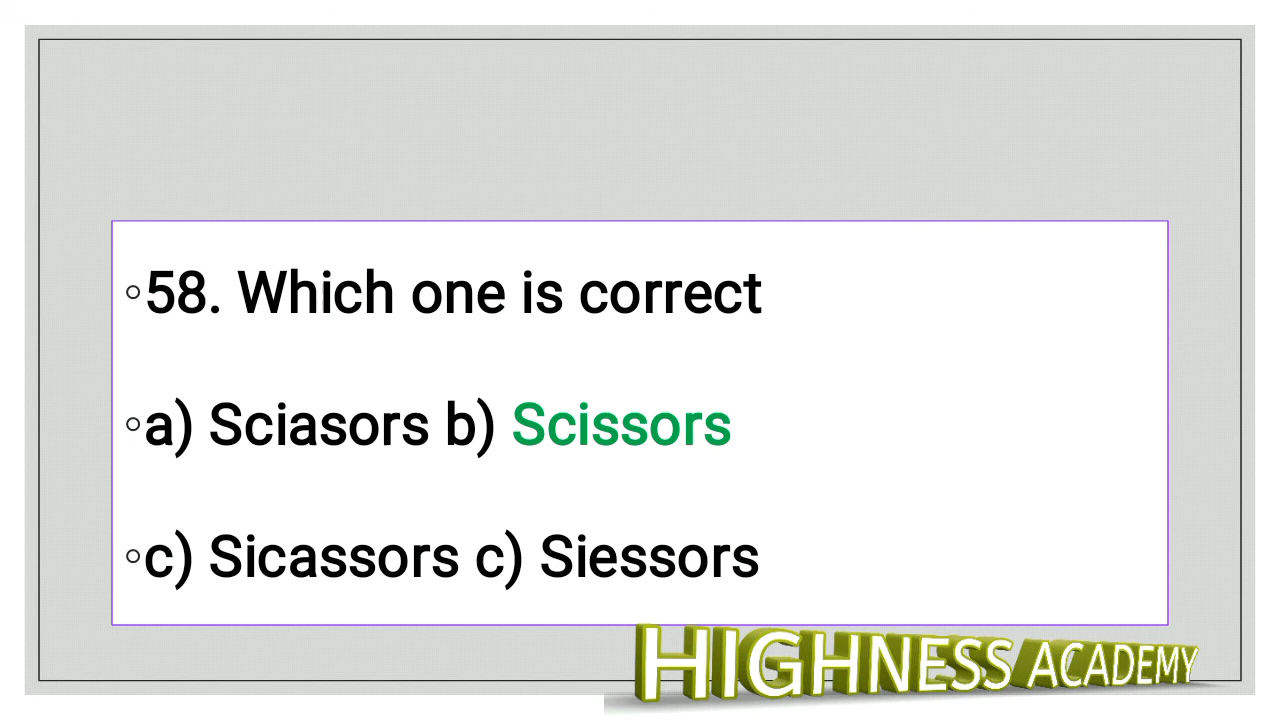 ◦58. Which one is correct
◦a) Sciasors b) Scissors
◦c) Sicassors c) Siessors
HIGHNESS ACADEMY